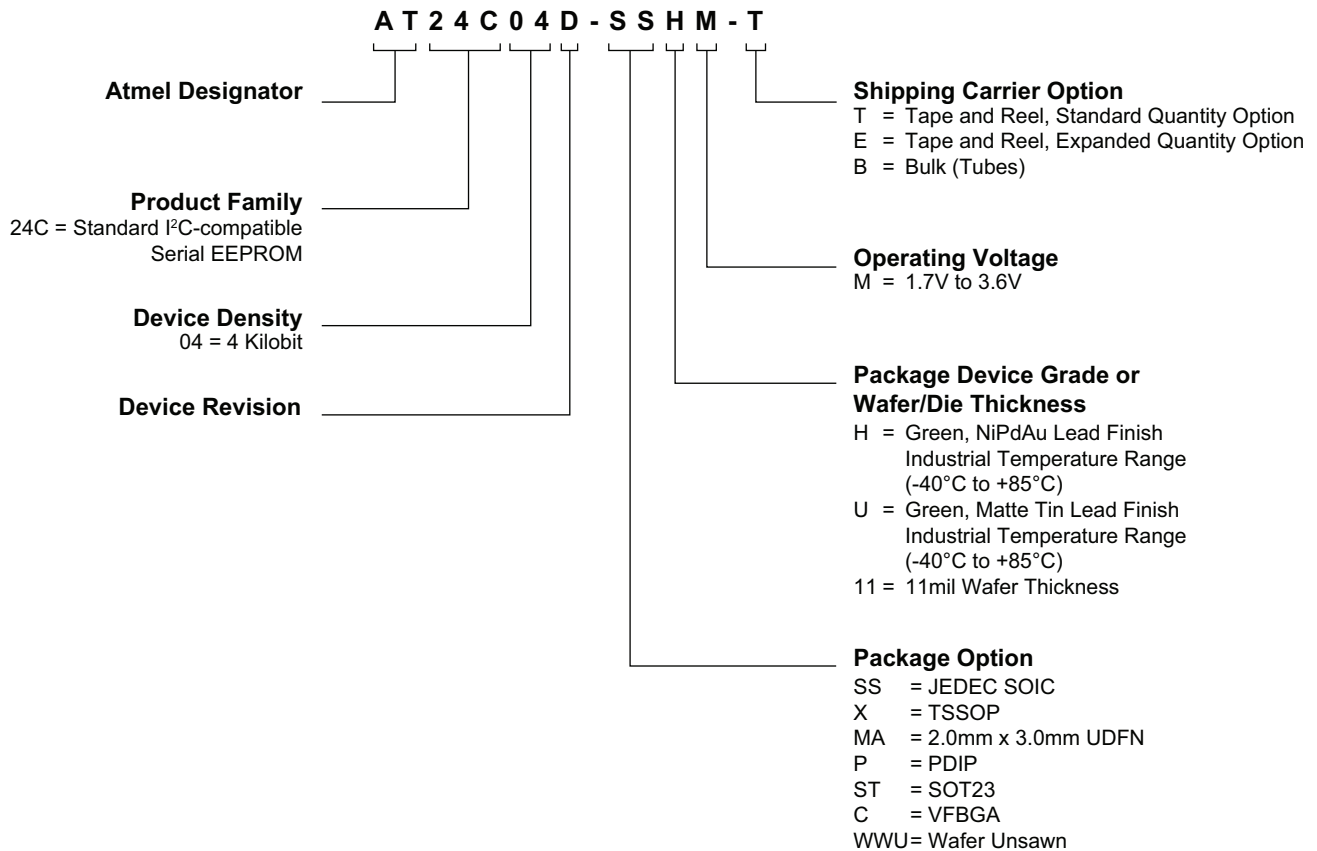 AT24C04D-SSHM-T
Atmel Designator
Product Family
24C = Standard I²C-compatible
Serial EEPROM
Device Density
04 = 4 Kilobit
Device Revision
Shipping Carrier Option
T = Tape and Reel, Standard Quantity Option
E = Tape and Reel, Expanded Quantity Option
B = Bulk (Tubes)
Operating Voltage
M = 1.7V to 3.6V
Package Device Grade or
Wafer/Die Thickness
H = Green, NiPdAu Lead Finish
Industrial Temperature Range
(-40°C to +85°C)
U = Green, Matte Tin Lead Finish
Industrial Temperature Range
(-40°C to +85°C)
11 = 11mil Wafer Thickness
Package Option
SS = JEDEC SOIC
X = TSSOP
MA = 2.0mm x 3.0mm UDFN
P = PDIP
ST = SOT23
C = VFBGA
WWU= Wafer Unsawn